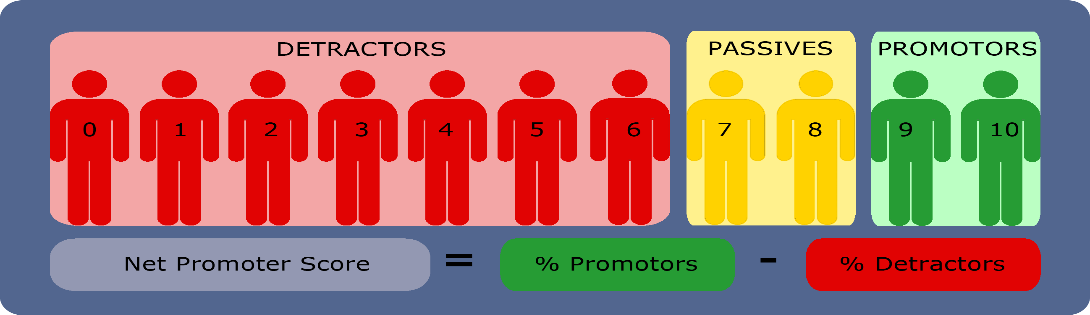 DETRACTORS PASSIVES PROMOTORS
0 1 2 3 4 5 6 7 8 9 10
Net Promoter Score = % Promotors - % Detractors